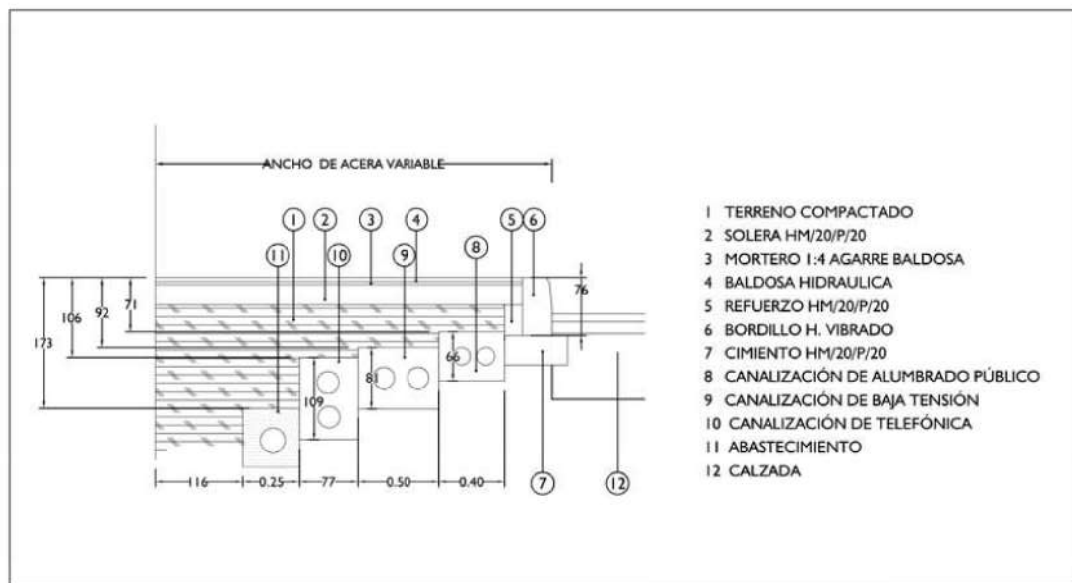 ANCHO DE ACERA VARIABLE
1 2 3 4 5 6
11 10 9 8
76
71
92
106
173
66
81
109
116 0.25 77 0.50 0.40
7 12
1 TERRENO COMPACTADO
2 SOLERA HM/20/P/20
3 MORTERO 1:4 AGARRE BALDOSA
4 BALDOSA HIDRAULICA
5 REFUERZO HM/20/P/20
6 BORDILLO H. VIBRADO
7 CIMIENTO HM/20/P/20
8 CANALIZACIÓN DE ALUMBRADO PÚBLICO
9 CANALIZACIÓN DE BAJA TENSIÓN
10 CANALIZACIÓN DE TELEFÓNICA
11 ABASTECIMIENTO
12 CALZADA